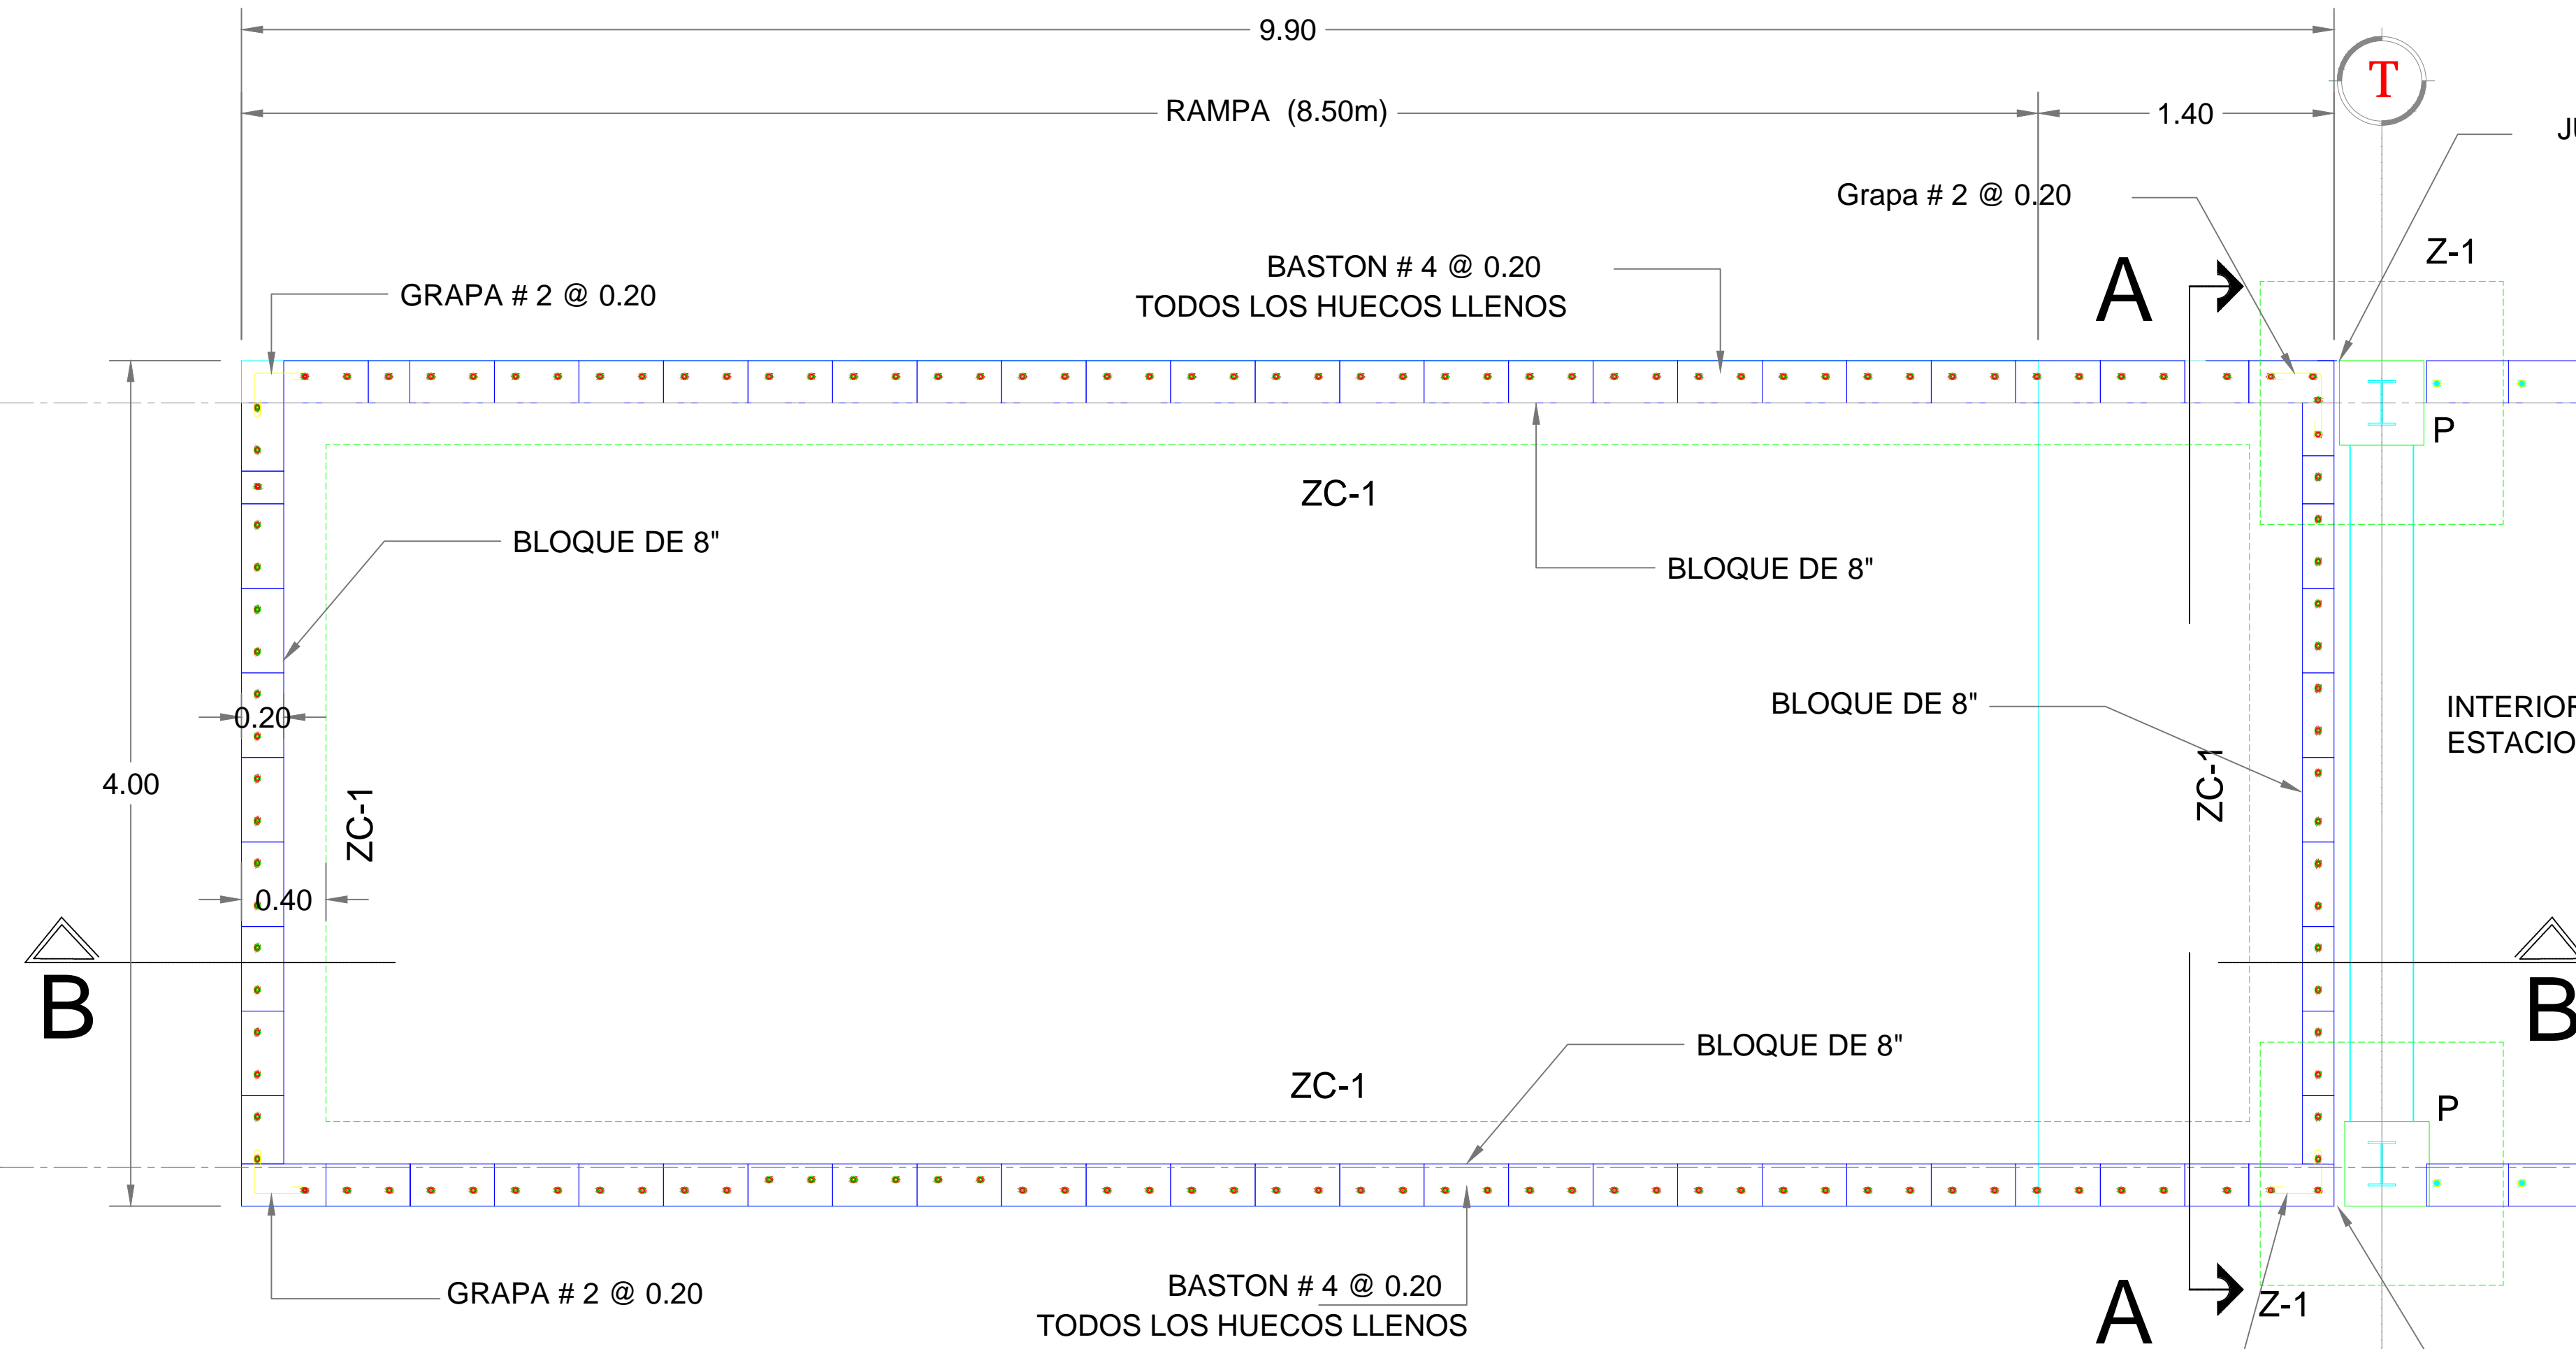 9.90
T
RAMPA (8.50m)
1.40
JU
Grapa # 2 @ 0.20
Z-1
A
BASTON # 4 @ 0.20
TODOS LOS HUECOS LLENOS
GRAPA # 2 @ 0.20
P
ZC-1
BLOQUE DE 8"
BLOQUE DE 8"
BLOQUE DE 8"
INTERIOR
ESTACIO
0.20
4.00
ZC-1
ZC-1
0.40
B
B
BLOQUE DE 8"
ZC-1
P
GRAPA # 2 @ 0.20
BASTON # 4 @ 0.20
TODOS LOS HUECOS LLENOS
A
Z-1